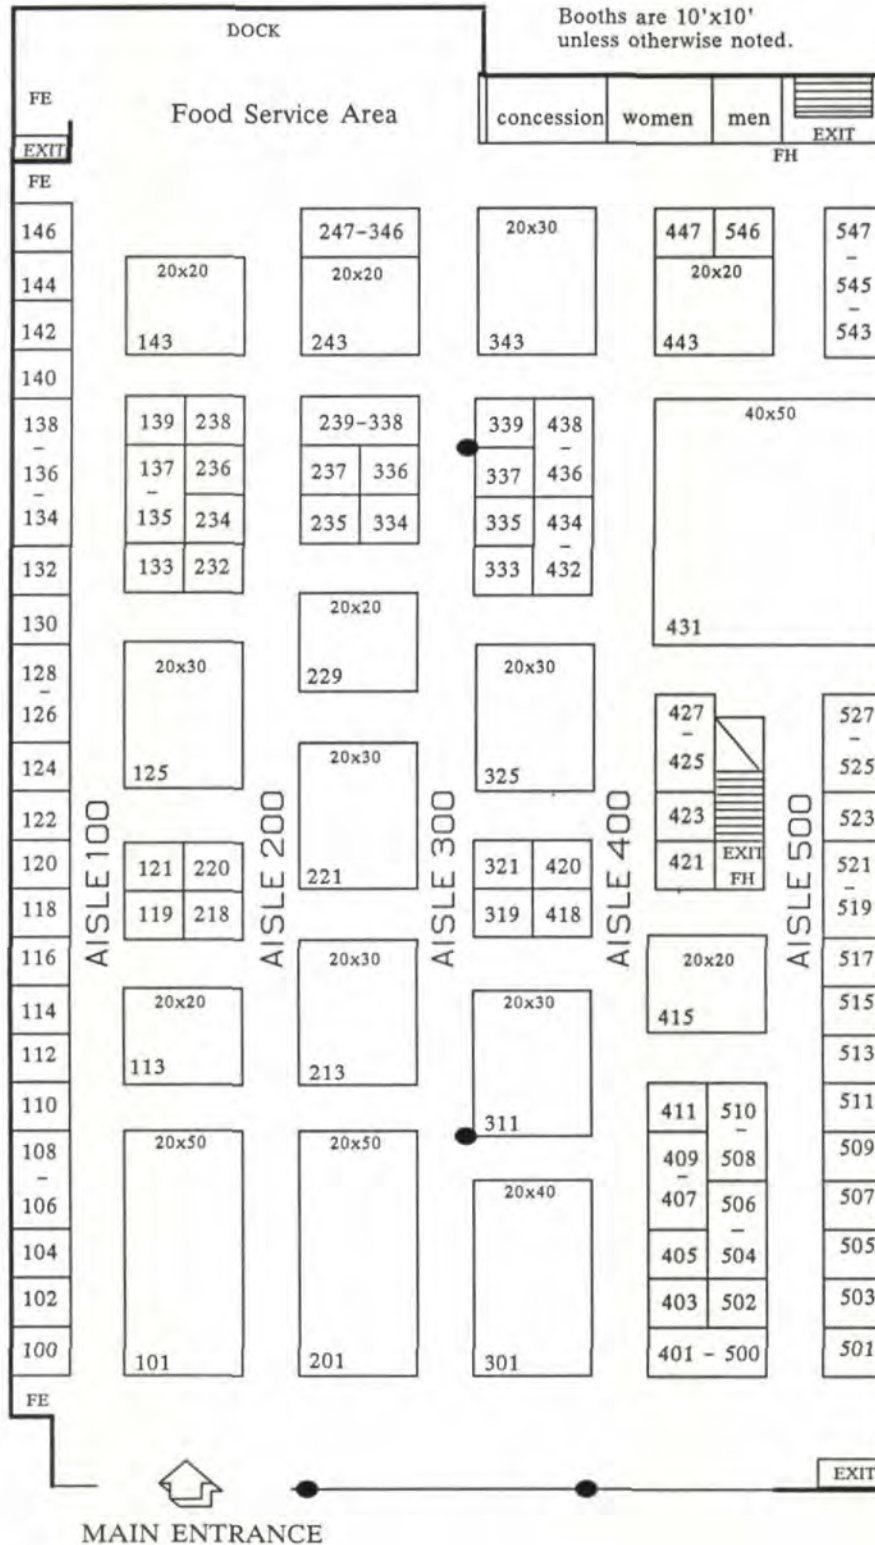 DOCK
Booths are 10'x10'
unless otherwise noted.
FE
Food Service Area
concession women men
EXIT
EXIT
FH
FE
146
144
142
140
138
–
136
–
134
132
130
128
–
126
124
122
120
118
116
114
112
110
108
–
106
104
102
100
FE
AISLE 100
20x20
143
139 238
137 236
–
135 234
133 232
20x30
125
121 220
119 218
20x20
113
20x50
101
AISLE 200
247–346
20x20
243
239–338
237 336
235 334
20x20
229
20x30
221
20x30
213
20x50
201
AISLE 300
20x30
343
339 438
–
337 436
335 434
–
333 432
20x30
325
321 420
319 418
20x30
311
20x40
301
AISLE 400
447 546
20x20
443
40x50
431
427
–
425
423
421
EXIT
FH
20x20
415
411 510
–
409 508
–
407 506
–
405 504
403 502
401 – 500
AISLE 500
547
–
545
–
543
527
–
525
523
521
–
519
517
515
513
511
509
507
505
503
501
EXIT
MAIN ENTRANCE